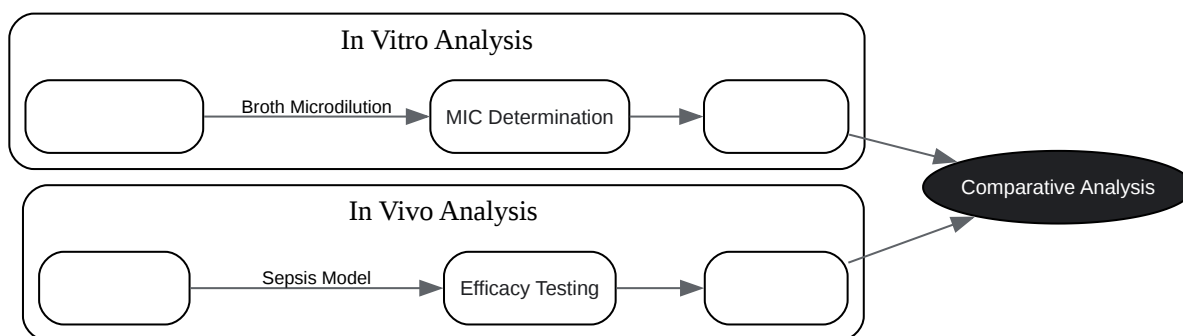 In Vitro Analysis
Broth Microdilution
MIC Determination
Comparative Analysis
In Vivo Analysis
Sepsis Model
Efficacy Testing